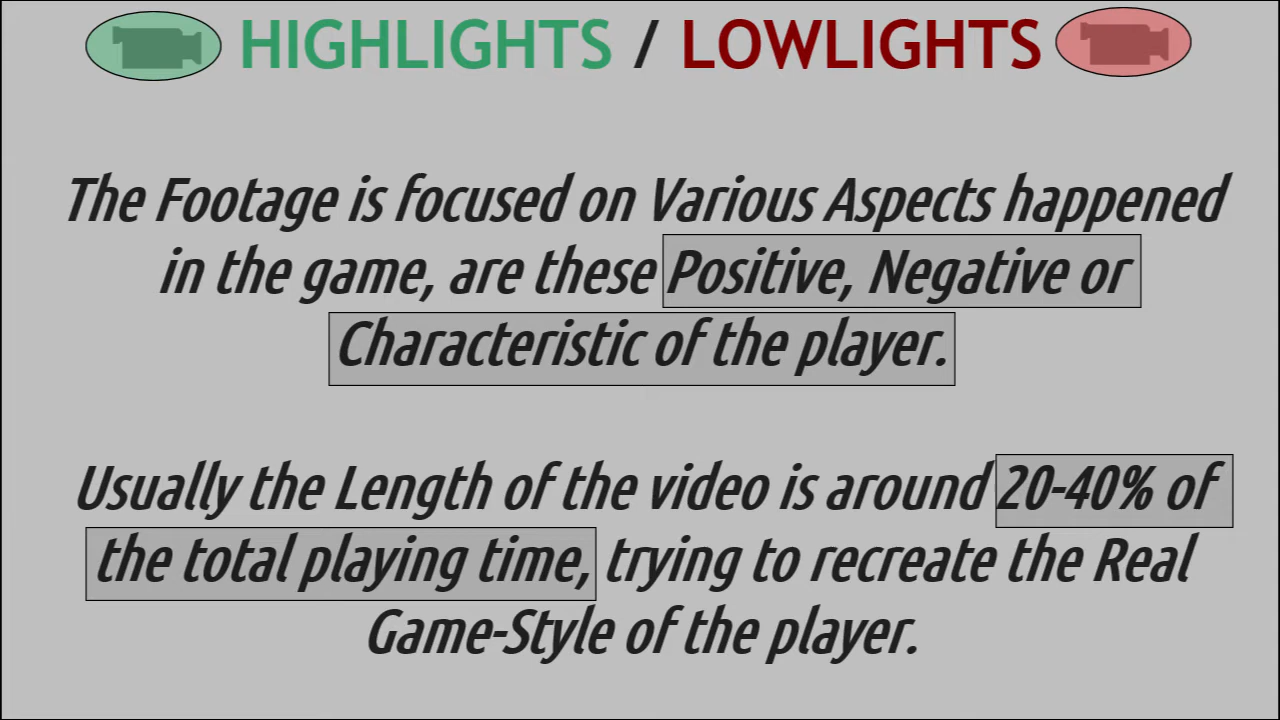 HIGHLIGHTS / LOWLIGHTS
The Footage is focused on Various Aspects happened
in the game, are these Positive, Negative or
Characteristic of the player.
Usually the Length of the video is around 20-40% of
the total playing time, trying to recreate the Real
Game-Style of the player.